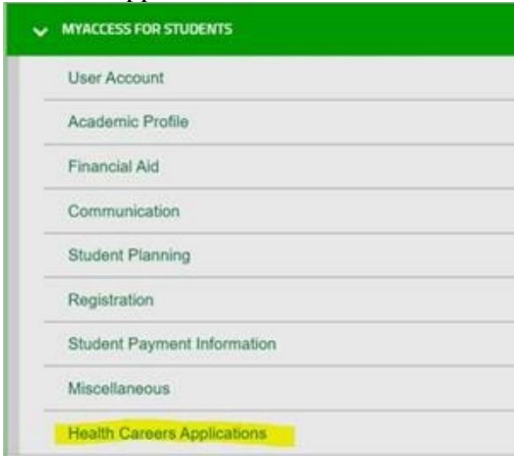 MYACCESS FOR STUDENTS
User Account
Academic Profile
Financial Aid
Communication
Student Planning
Registration
Student Payment Information
Miscellaneous
Health Careers Applications